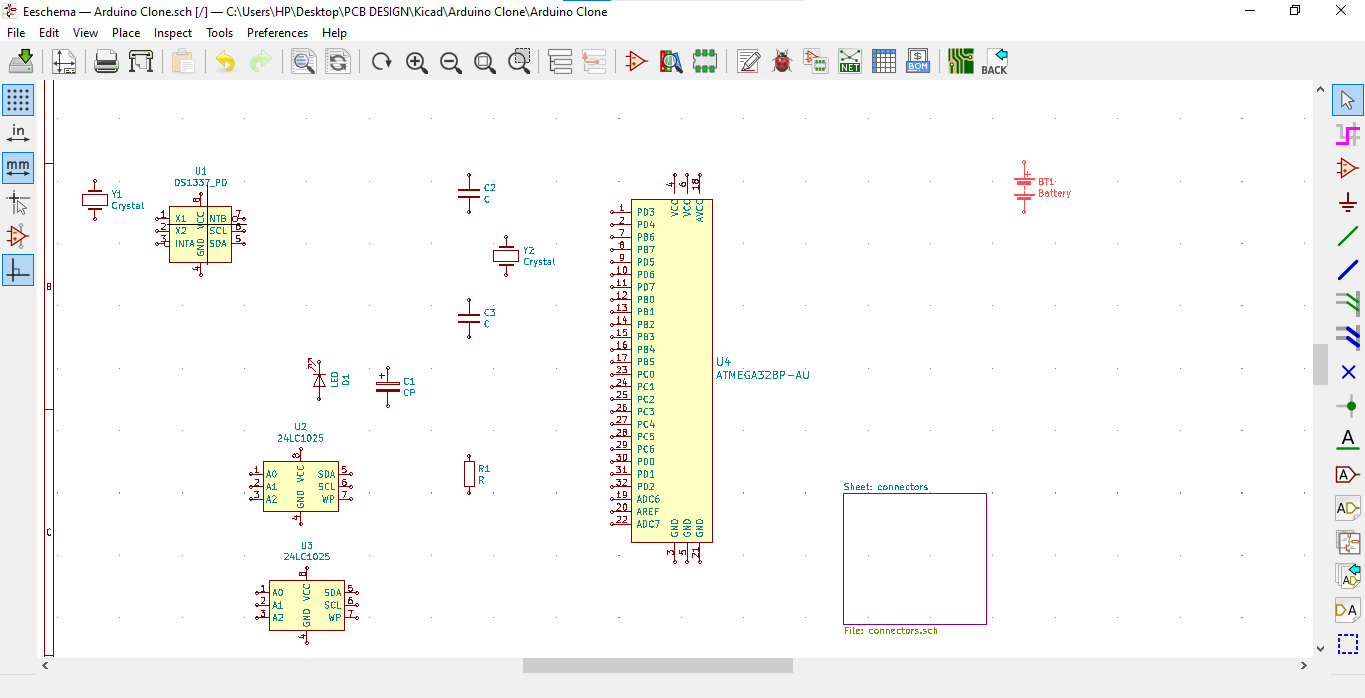 Eeschema — Arduino Clone.sch [/] — C:\Users\HP\Desktop\PCB DESIGN\Kicad\Arduino Clone\Arduino Clone
File Edit View Place Inspect Tools Preferences Help
NET
$
BOM
BACK
in
mm
A
A
AD
AD
DA
B
C
Y1
Crystal
U1
DS1337_PD
8
1 X1 VCC NTB 7
2 X2 SCL 6
3 INTA GND SDA 5
4
C2
C
Y2
Crystal
C3
C
LED
D1
+
C1
CP
U2
24LC1025
8
1 A0 VCC SDA 5
2 A1 SCL 6
3 A2 GND WP 7
4
R1
R
U3
24LC1025
8
1 A0 VCC SDA 5
2 A1 SCL 6
3 A2 GND WP 7
4
4 6 18
VCC VCC AVCC
1 PD3
2 PD4
7 PB6
8 PB7
9 PD5
10 PD6
11 PD7
12 PB0
13 PB1
14 PB2
15 PB3
16 PB4
17 PB5
23 PC0
24 PC1
25 PC2
26 PC3
27 PC4
28 PC5
29 PC6
30 PD0
31 PD1
32 PD2
19 ADC6
20 AREF
22 ADC7
GND GND GND
3 5 21
U4
ATMEGA328P-AU
+
BT1
Battery
Sheet: connectors
File: connectors.sch